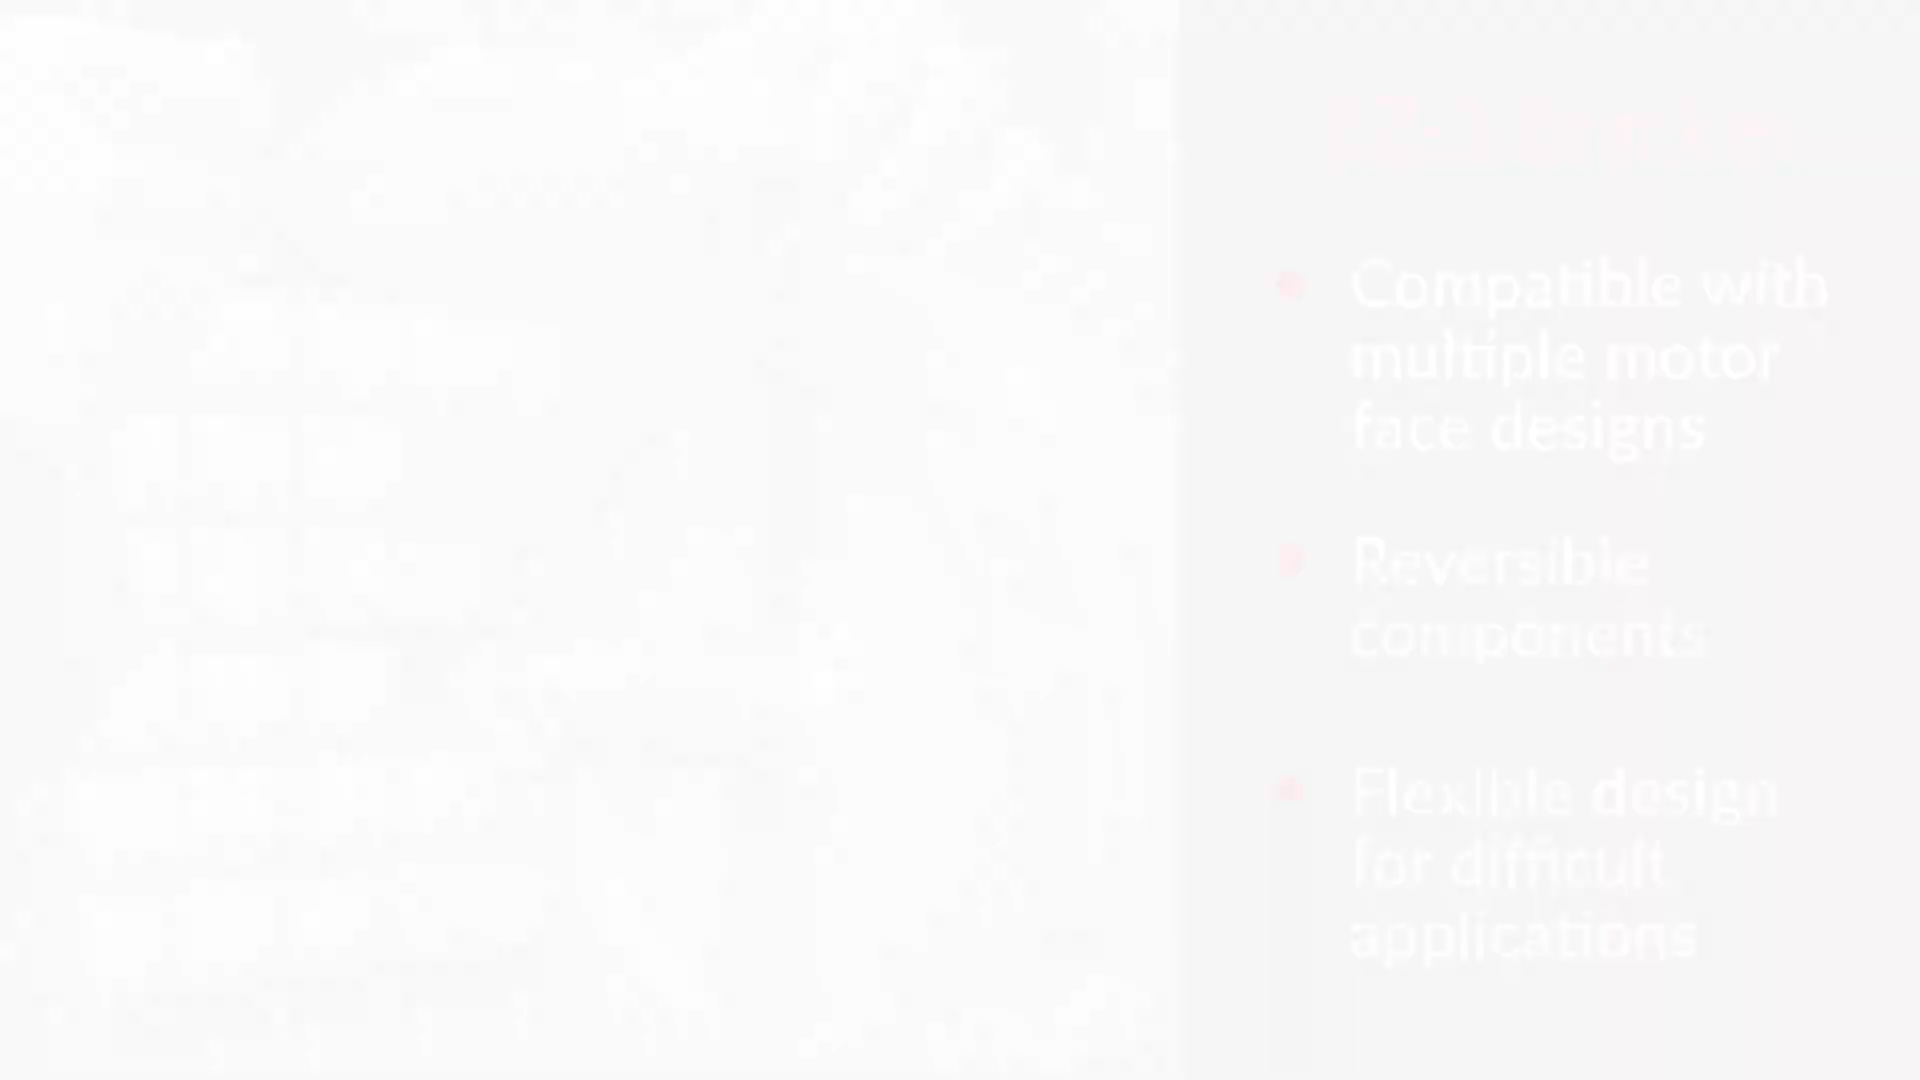 Compatible with
multiple motor
face designs
Reversible
components
Flexible design
for difficult
applications